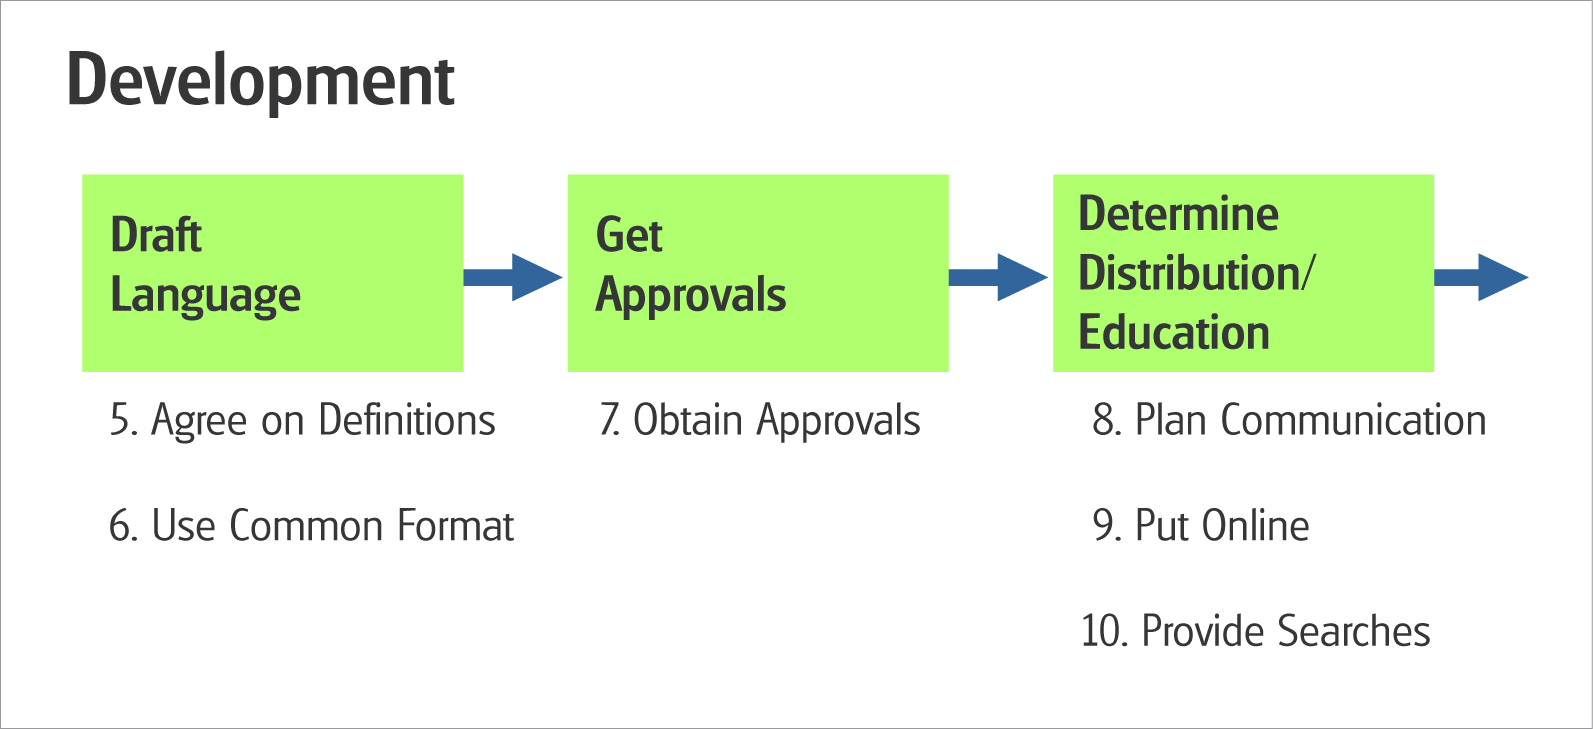 Development
Draft
Language
Get
Approvals
Determine
Distribution/
Education
5. Agree on Definitions
6. Use Common Format
7. Obtain Approvals
8. Plan Communication
9. Put Online
10. Provide Searches